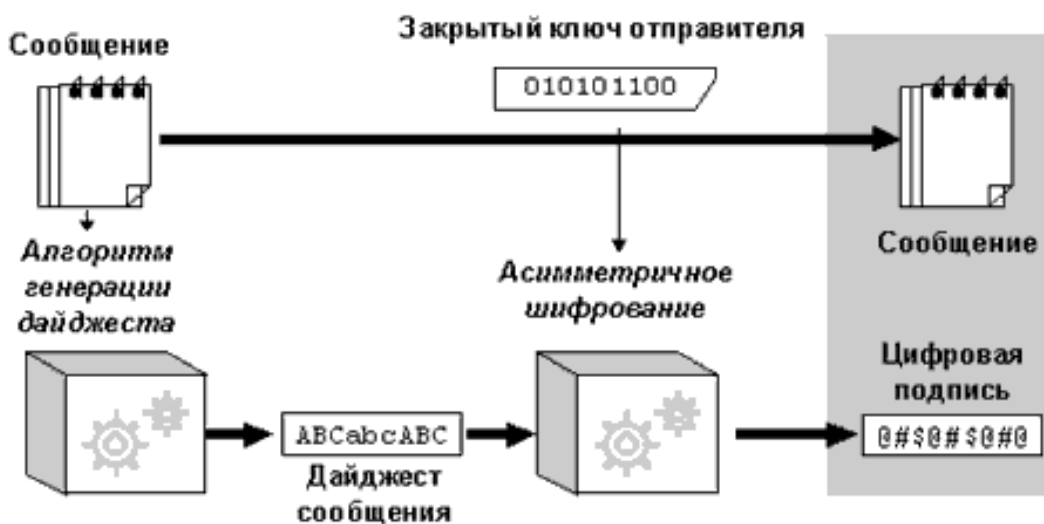 Сообщение
Закрытый ключ отправителя
010101100
Алгоритм
генерации
дайджеста
Асимметричное
шифрование
Сообщение
Цифровая
подпись
ABCabcABC
@#$@#$@#@
Дайджест
сообщения